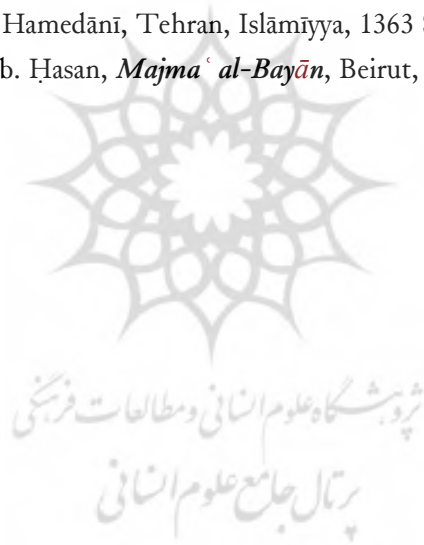 Hamedānī, Tehran, Islāmīyya, 1363
b. Ḥasan, Majmaʿ al-Bayān, Beirut,
پژوهشگاه علوم انسانی و مطالعات فرهنگی
پرتال جامع علوم انسانی